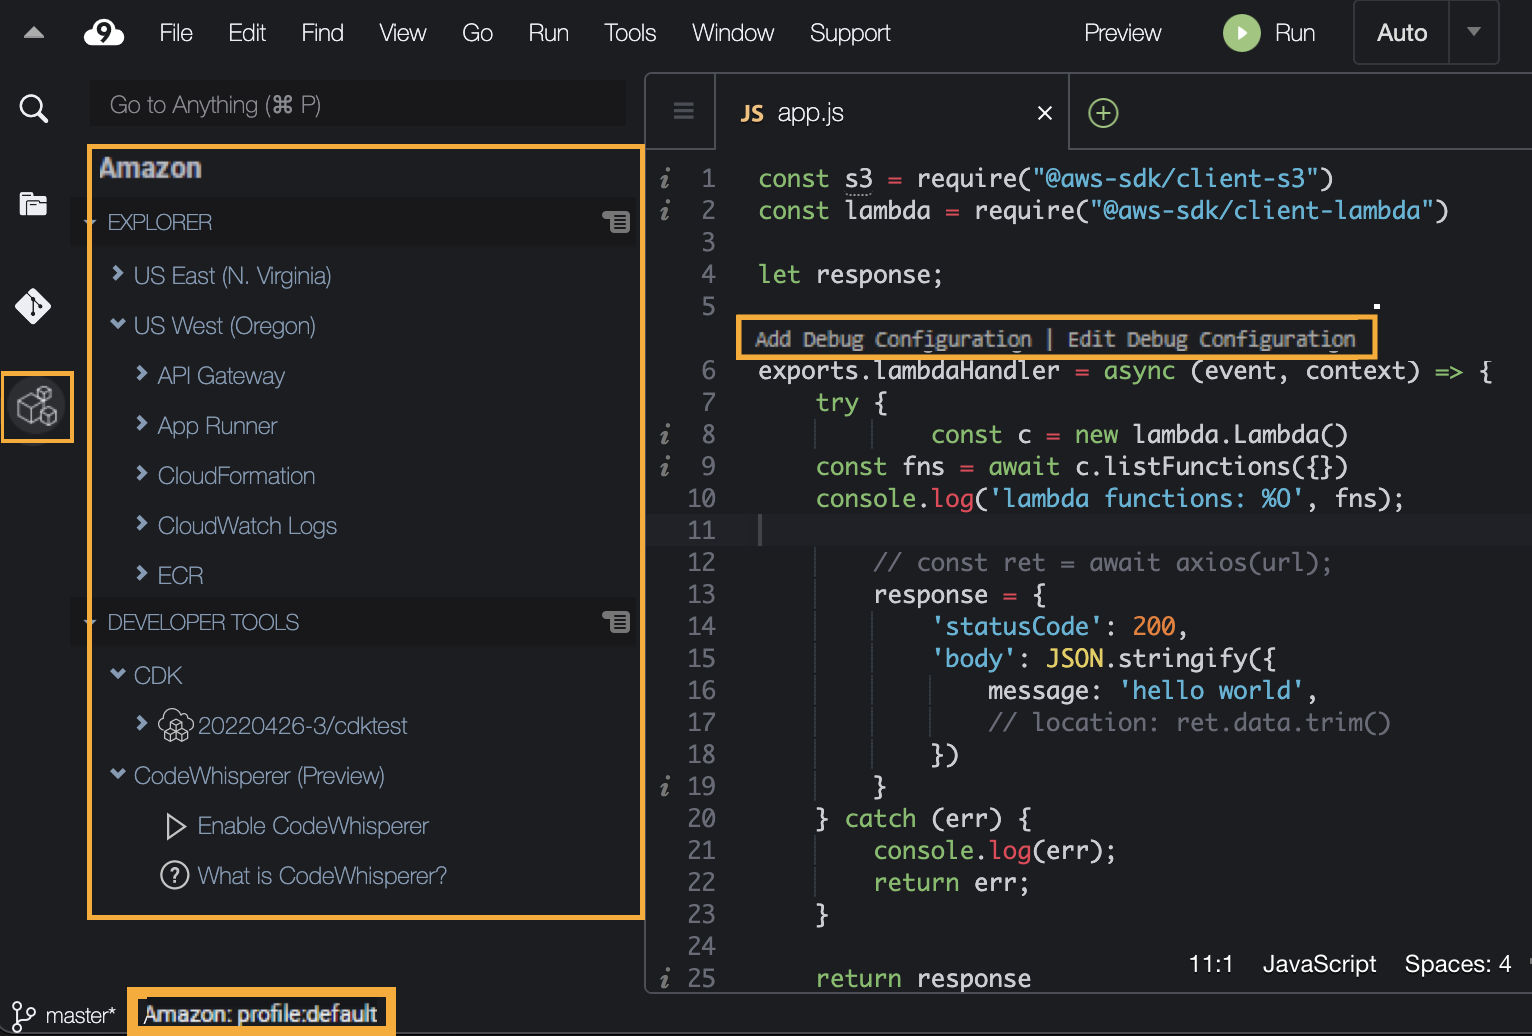 9 File Edit Find View Go Run Tools Window Support Preview Run Auto
Go to Anything (⌘ P)
JS app.js
Amazon
EXPLORER
US East (N. Virginia)
US West (Oregon)
API Gateway
App Runner
CloudFormation
CloudWatch Logs
ECR
DEVELOPER TOOLS
CDK
20220426-3/cdktest
CodeWhisperer (Preview)
Enable CodeWhisperer
? What is CodeWhisperer?
i 1 const s3 = require("@aws-sdk/client-s3")
i 2 const lambda = require("@aws-sdk/client-lambda")
3
4 let response;
5
Add Debug Configuration | Edit Debug Configuration
6 exports.lambdaHandler = async (event, context) => {
7 try {
i 8 const c = new lambda.Lambda()
i 9 const fns = await c.listFunctions({})
10 console.log('lambda functions: %O', fns);
11
12 // const ret = await axios(url);
13 response = {
14 'statusCode': 200,
15 'body': JSON.stringify({
16 message: 'hello world',
17 // location: ret.data.trim()
18 })
i 19 }
20 } catch (err) {
21 console.log(err);
22 return err;
23 }
24
i 25 return response
11:1 JavaScript Spaces: 4
master* Amazon: profile:default